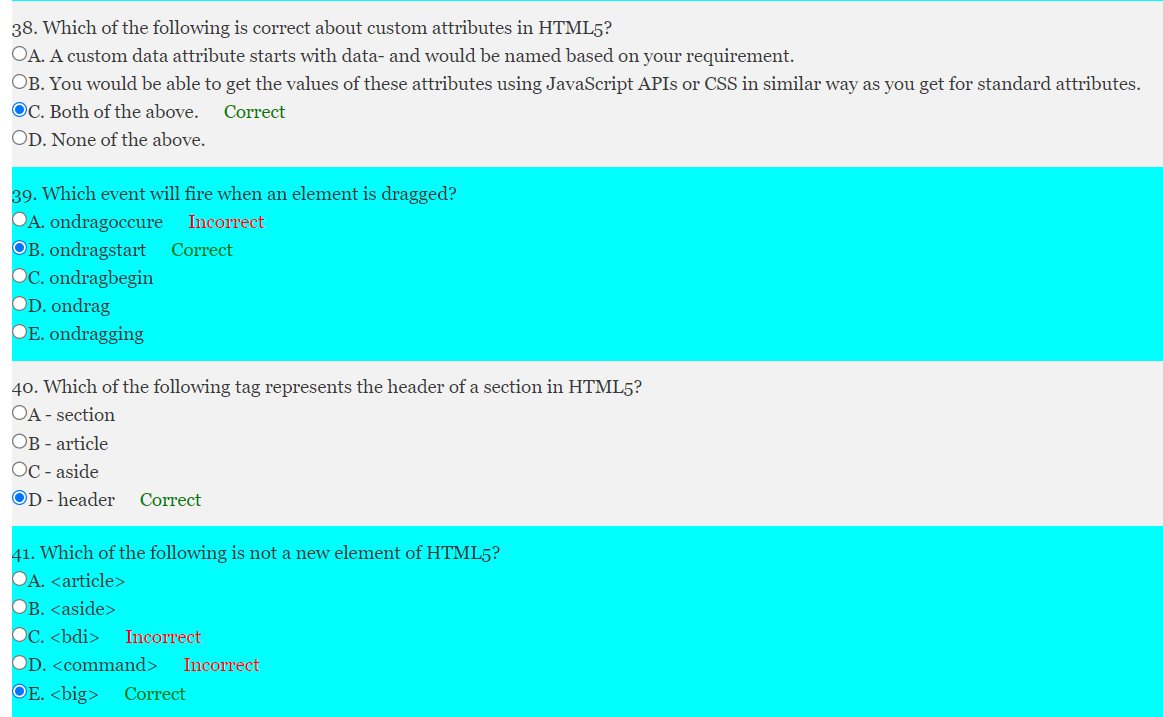 38. Which of the following is correct about custom attributes in HTML5?
A. A custom data attribute starts with data- and would be named based on your requirement.
B. You would be able to get the values of these attributes using JavaScript APIs or CSS in similar way as you get for standard attributes.
C. Both of the above. Correct
D. None of the above.
39. Which event will fire when an element is dragged?
A. ondragoccure Incorrect
B. ondragstart Correct
C. ondragbegin
D. ondrag
E. ondragging
40. Which of the following tag represents the header of a section in HTML5?
A - section
B - article
C - aside
D - header Correct
41. Which of the following is not a new element of HTML5?
A. <article>
B. <aside>
C. <bdi> Incorrect
D. <command> Incorrect
E. <big> Correct